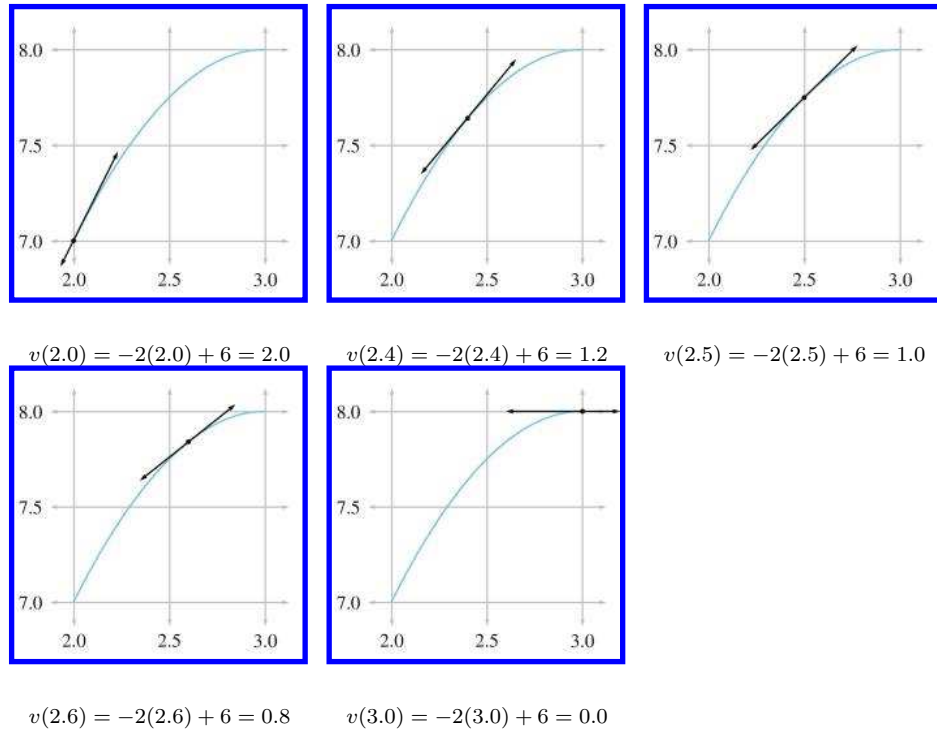 8.0 8.0 8.0
7.5 7.5 7.5
7.0 7.0 7.0
2.0 2.5 3.0 2.0 2.5 3.0 2.0 2.5 3.0
v(2.0) = −2(2.0) + 6 = 2.0 v(2.4) = −2(2.4) + 6 = 1.2 v(2.5) = −2(2.5) + 6 = 1.0
8.0 8.0
7.5 7.5
7.0 7.0
2.0 2.5 3.0 2.0 2.5 3.0
v(2.6) = −2(2.6) + 6 = 0.8 v(3.0) = −2(3.0) + 6 = 0.0